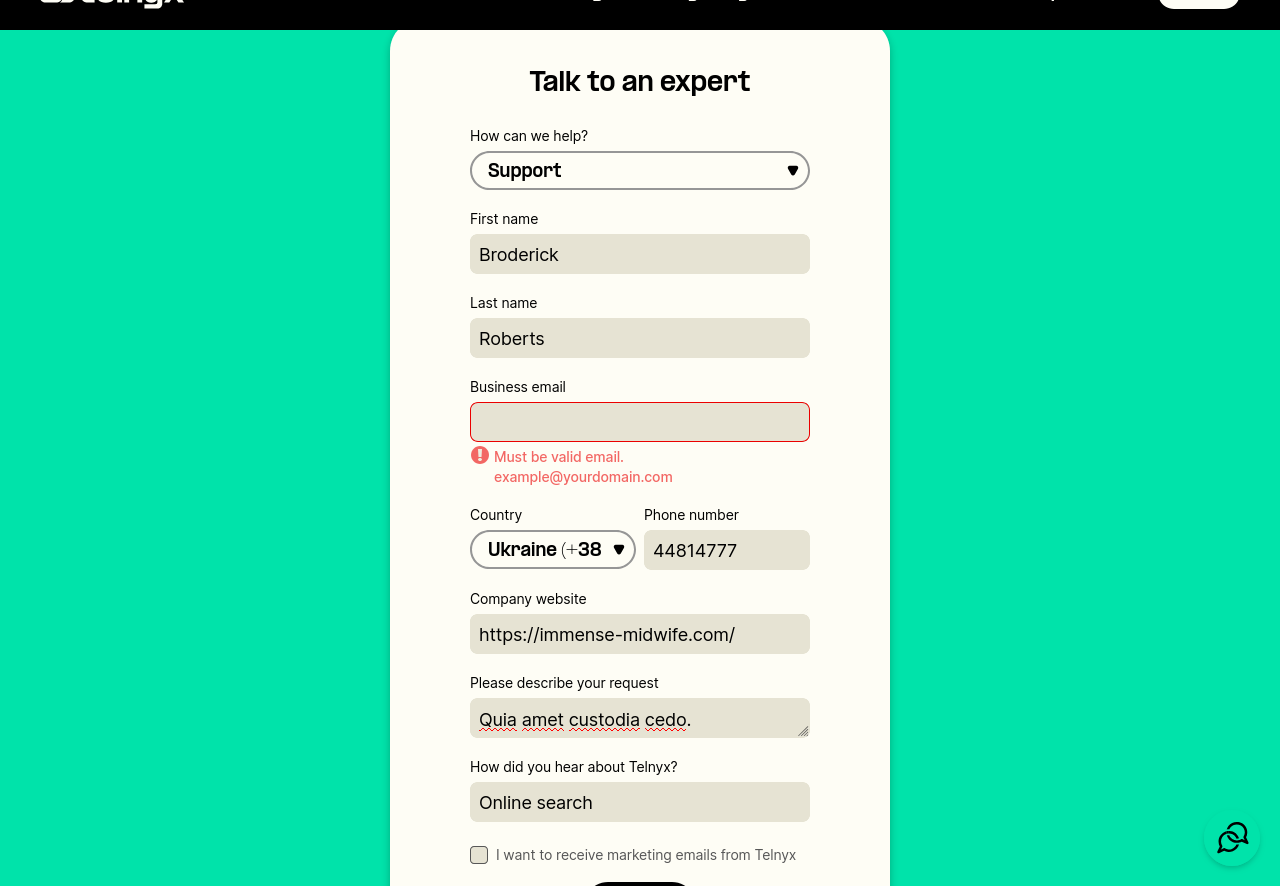 Talk to an expert
How can we help?
Support
First name
Broderick
Last name
Roberts
Business email
Must be valid email.
example@yourdomain.com
Country
Phone number
Ukraine (+38
44814777
Company website
https://immense-midwife.com/
Please describe your request
Quia amet custodia cedo.
How did you hear about Telnyx?
Online search
I want to receive marketing emails from Telnyx